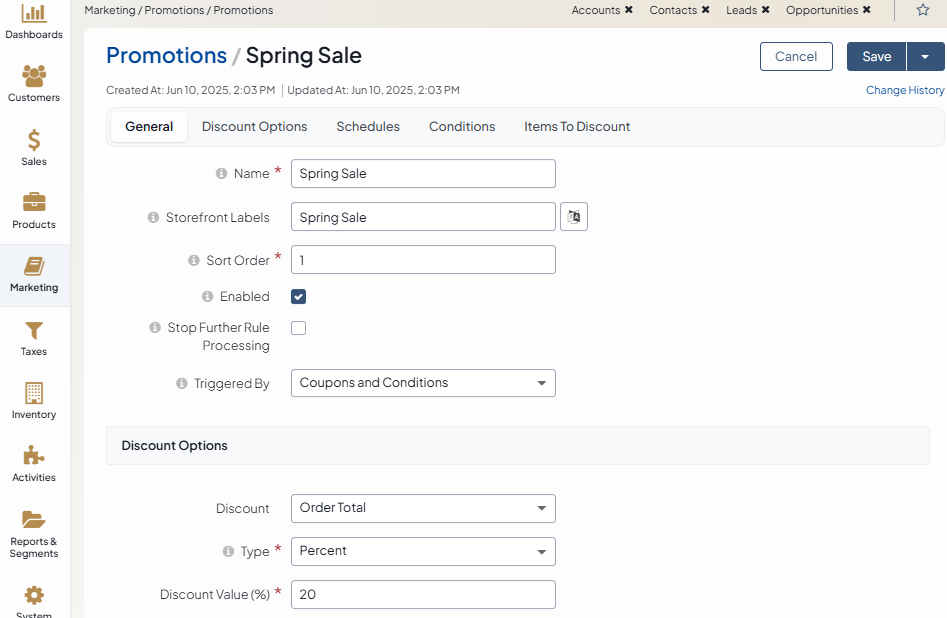 Marketing / Promotions / Promotions
Accounts ✖ Contacts ✖ Leads ✖ Opportunities ✖
Dashboards
Customers
Sales
Products
Marketing
Taxes
Inventory
Activities
Reports &
Segments
System
Promotions / Spring Sale
Cancel
Save
Created At: Jun 10, 2025, 2:03 PM | Updated At: Jun 10, 2025, 2:03 PM
Change History
General Discount Options Schedules Conditions Items To Discount
Name * Spring Sale
Storefront Labels Spring Sale
Sort Order * 1
Enabled
Stop Further Rule
Processing
Triggered By Coupons and Conditions
Discount Options
Discount Order Total
Type * Percent
Discount Value (%) * 20